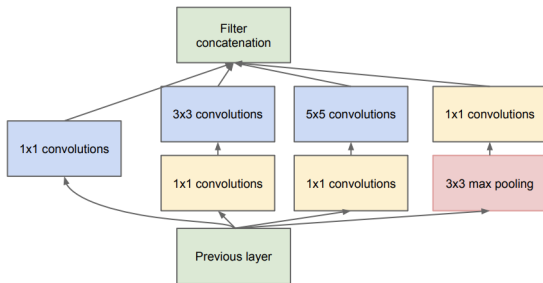 Filter
concatenation
3x3 convolutions
5x5 convolutions
1x1 convolutions
1x1 convolutions
1x1 convolutions
1x1 convolutions
3x3 max pooling
Previous layer